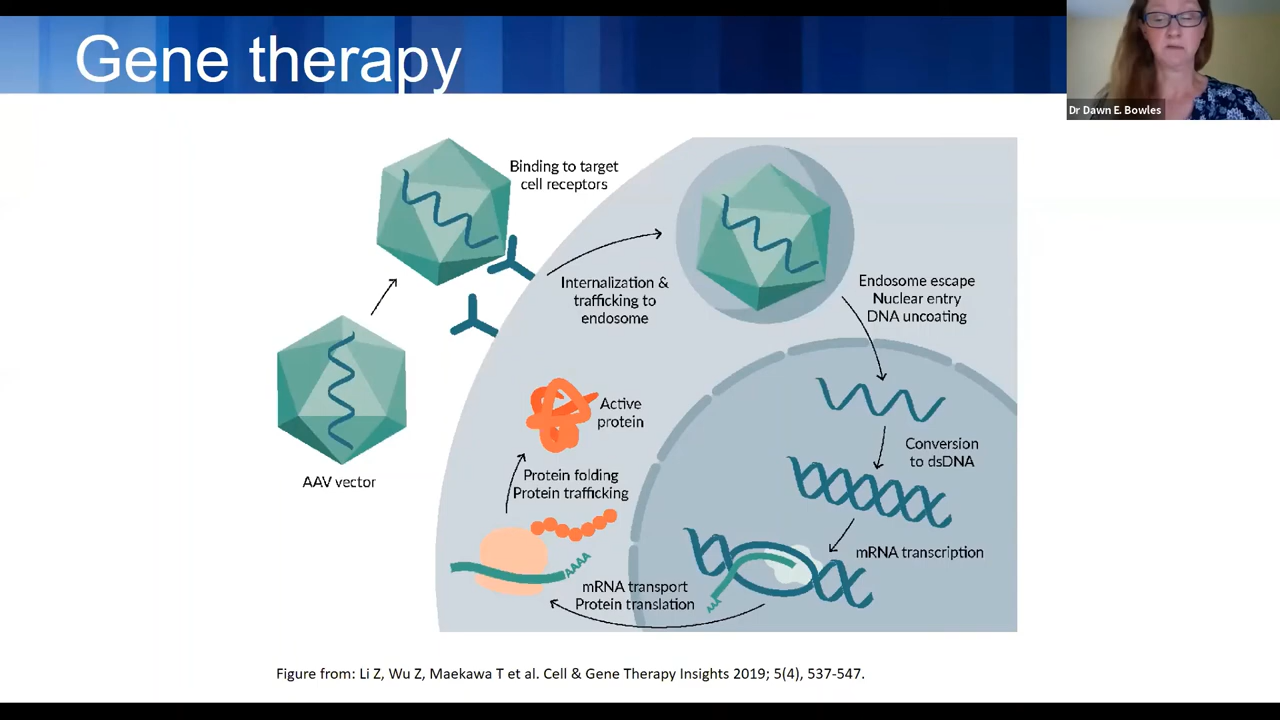 Gene therapy
Dr Dawn E. Bowles
Binding to target
cell receptors
Internalization &
trafficking to
endosome
Endosome escape
Nuclear entry
DNA uncoating
AAV vector
Active
protein
Conversion
to dsDNA
Protein folding
Protein trafficking
mRNA transcription
AAAA
mRNA transport
Protein translation
Figure from: Li Z, Wu Z, Maekawa T et al. Cell & Gene Therapy Insights 2019; 5(4), 537-547.